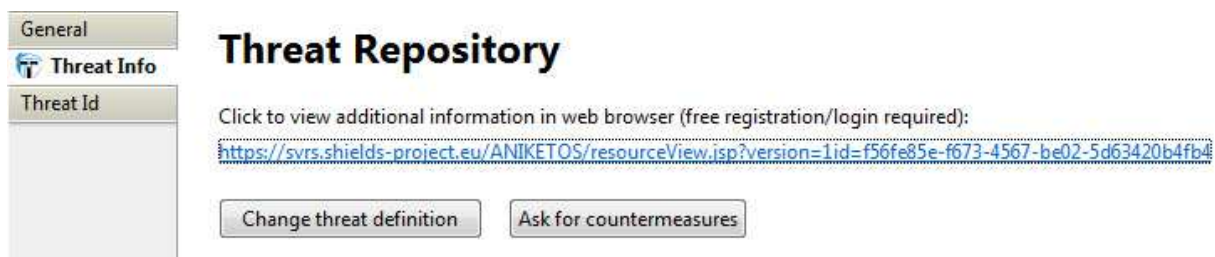 General
Threat Info
Threat Id
Threat Repository
Click to view additional information in web browser (free registration/login required):
https://svrs.shields-project.eu/ANIKETOS/resourceView.jsp?version=1id=f56fe85e-f673-4567-be02-5d63420b4fb4
Change threat definition
Ask for countermeasures